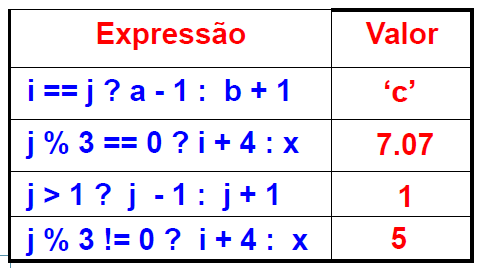 Expressão Valor
i == j ? a - 1 : b + 1 ‘c’
j % 3 == 0 ? i + 4 : x 7.07
j > 1 ? j - 1 : j + 1 1
j % 3 != 0 ? i + 4 : x 5